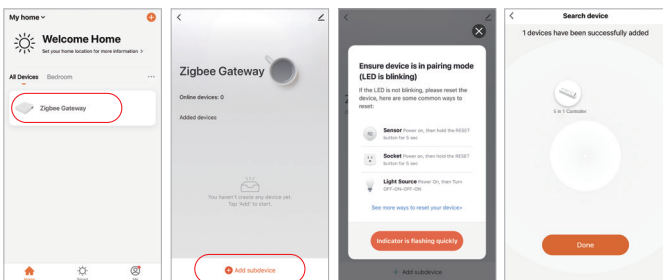 My home
Welcome Home
Set your home location for more information >
All Devices
Bedroom
...
Zigbee Gateway
Home
Smart
Me
Zigbee Gateway
Online devices: 0
Added devices
You haven't create any device yet.
Tap 'Add' to start.
Add subdevice
Ensure device is in pairing mode
(LED is blinking)
If the LED is not blinking, please reset the
device, here are some common ways to
reset:
Sensor Power on, then hold the RESET
button for 5 sec
Socket Power on, then hold the RESET
button for 5 sec
Light Source Power On, then Turn
OFF-ON-OFF-ON
See more ways to reset your device>
Indicator is flashing quickly
+ Add subdevice
Search device
1 devices have been successfully added
5 in 1 Controller
Done